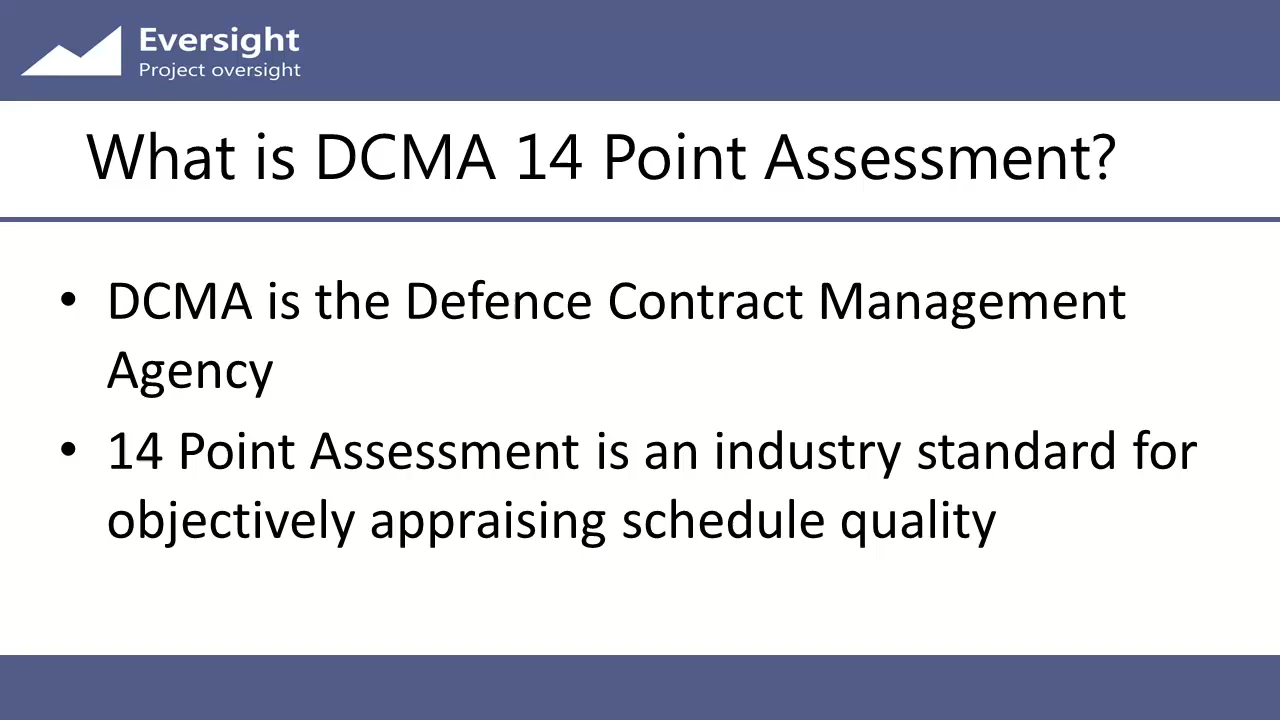 Eversight
Project oversight
What is DCMA 14 Point Assessment?
• DCMA is the Defence Contract Management
Agency
• 14 Point Assessment is an industry standard for
objectively appraising schedule quality